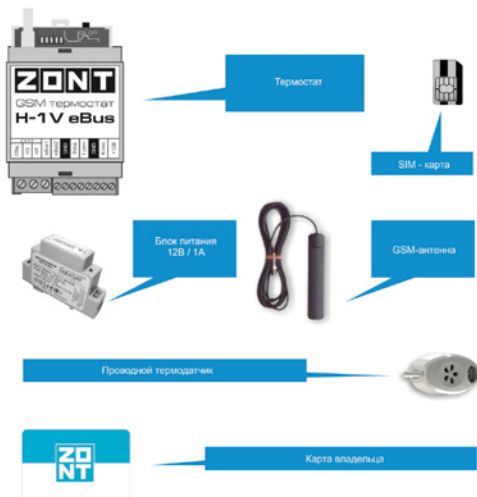 ZONT
GSM термостат
H-1V eBus
Термостат
SIM - карта
Блок питания
12В / 1А
GSM-антенна
Проводной термодатчик
ZONT
Карта владельца